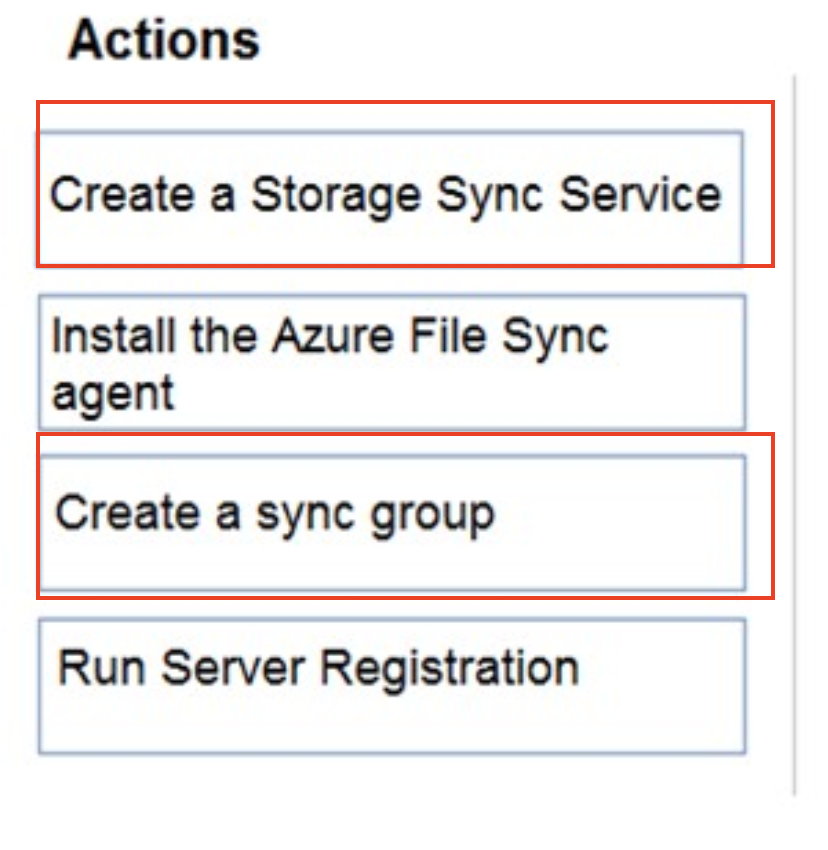 Actions
Create a Storage Sync Service
Install the Azure File Sync
agent
Create a sync group
Run Server Registration